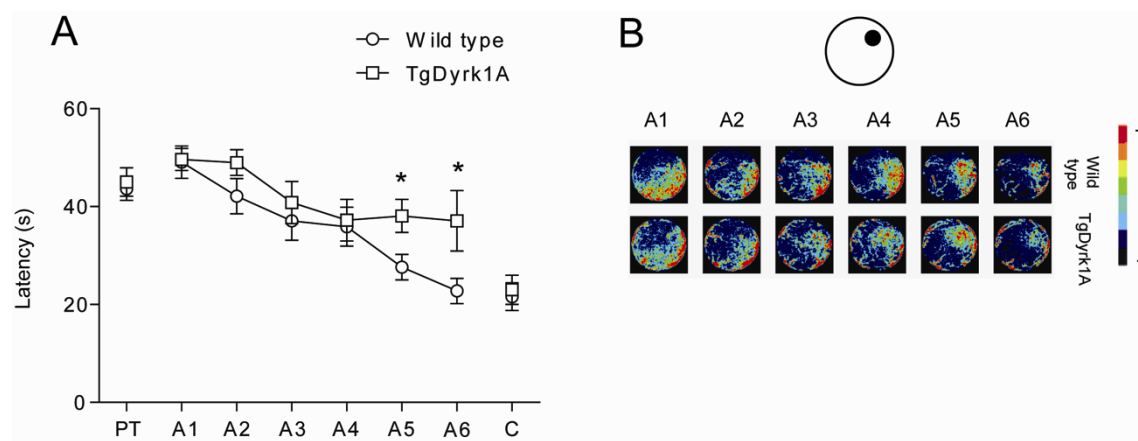 A
Wild type
TgDyrk1A
Latency (s)
60
40
20
0
* *
PT A1 A2 A3 A4 A5 A6 C
B
A1 A2 A3 A4 A5 A6
Wild
type
TgDyrk1A